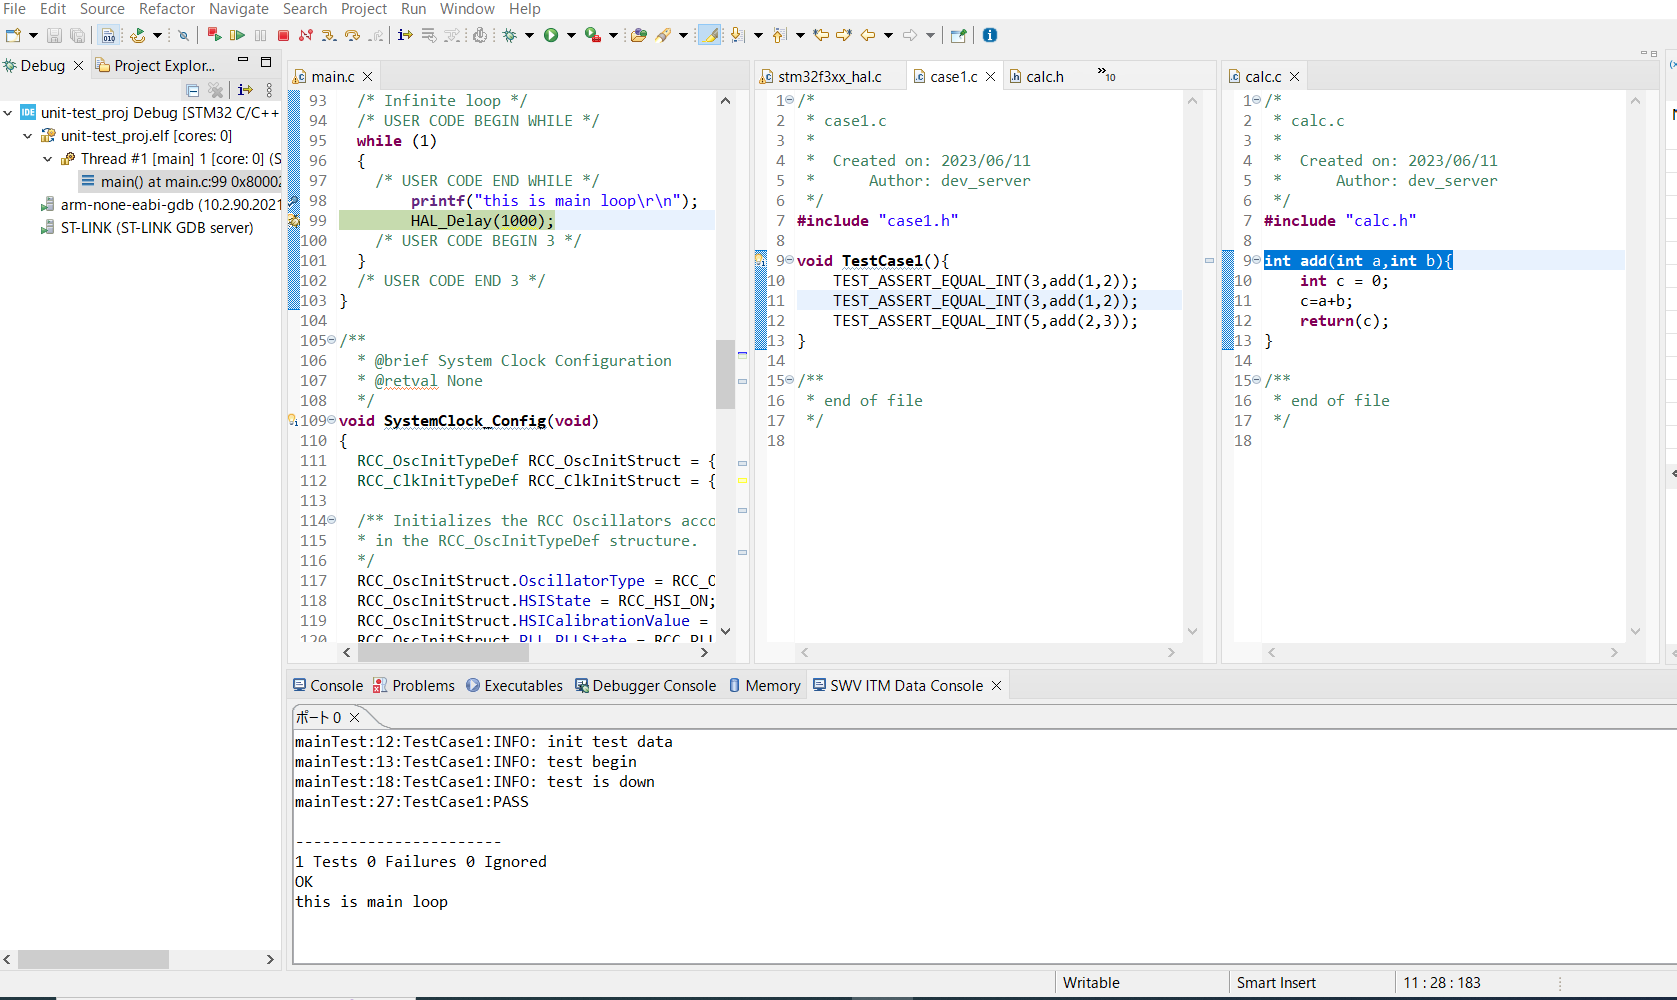 File Edit Source Refactor Navigate Search Project Run Window Help
Debug
Project Explor...
unit-test_proj Debug [STM32 C/C++
unit-test_proj.elf [cores: 0]
Thread #1 [main] 1 [core: 0] (S
main() at main.c:99 0x80002
arm-none-eabi-gdb (10.2.90.2021
ST-LINK (ST-LINK GDB server)
main.c
93 /* Infinite loop */
94 /* USER CODE BEGIN WHILE */
95 while (1)
96 {
97 /* USER CODE END WHILE */
98 printf("this is main loop\r\n");
99 HAL_Delay(1000);
100 /* USER CODE BEGIN 3 */
101 }
102 /* USER CODE END 3 */
103 }
104
105 /**
106 * @brief System Clock Configuration
107 * @retval None
108 */
109 void SystemClock_Config(void)
110 {
111 RCC_OscInitTypeDef RCC_OscInitStruct = {
112 RCC_ClkInitTypeDef RCC_ClkInitStruct = {
113
114 /** Initializes the RCC Oscillators acco
115 * in the RCC_OscInitTypeDef structure.
116 */
117 RCC_OscInitStruct.OscillatorType = RCC_O
118 RCC_OscInitStruct.HSIState = RCC_HSI_ON;
119 RCC_OscInitStruct.HSICalibrationValue =
120 RCC_OscInitStruct.PLL.PLLState = RCC_PLL
stm32f3xx_hal.c
case1.c
calc.h
»10
1 /*
2 * case1.c
3 *
4 * Created on: 2023/06/11
5 * Author: dev_server
6 */
7 #include "case1.h"
8
9 void TestCase1(){
10 TEST_ASSERT_EQUAL_INT(3,add(1,2));
11 TEST_ASSERT_EQUAL_INT(3,add(1,2));
12 TEST_ASSERT_EQUAL_INT(5,add(2,3));
13 }
14
15 /**
16 * end of file
17 */
18
calc.c
1 /*
2 * calc.c
3 *
4 * Created on: 2023/06/11
5 * Author: dev_server
6 */
7 #include "calc.h"
8
9 int add(int a,int b){
10 int c = 0;
11 c=a+b;
12 return(c);
13 }
14
15 /**
16 * end of file
17 */
18
Console
Problems
Executables
Debugger Console
Memory
SWV ITM Data Console
ポート 0
mainTest:12:TestCase1:INFO: init test data
mainTest:13:TestCase1:INFO: test begin
mainTest:18:TestCase1:INFO: test is down
mainTest:27:TestCase1:PASS
-----------------------
1 Tests 0 Failures 0 Ignored
OK
this is main loop
Writable
Smart Insert
11 : 28 : 183